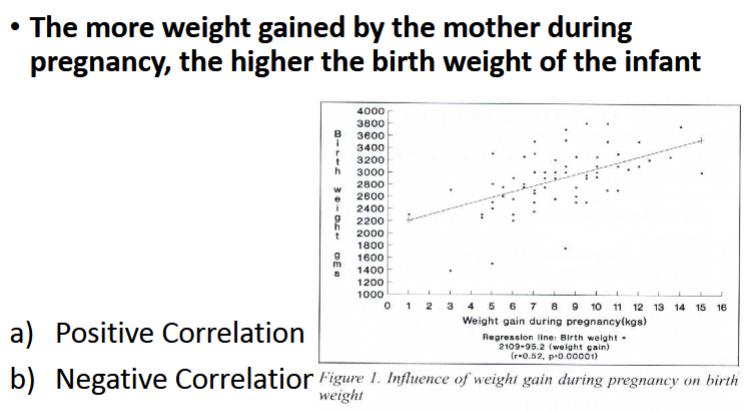 • The more weight gained by the mother during
pregnancy, the higher the birth weight of the infant
Birth weight gms
4000
3800
3600
3400
3200
3000
2800
2600
2400
2200
2000
1800
1600
1400
1200
1000
0 1 2 3 4 5 6 7 8 9 10 11 12 13 14 15 16
Weight gain during pregnancy(kgs)
Regression line: Birth weight =
2109+95.2 (weight gain)
(r=0.52, p<0.00001)
a) Positive Correlation
b) Negative Correlation
Figure 1. Influence of weight gain during pregnancy on birth
weight